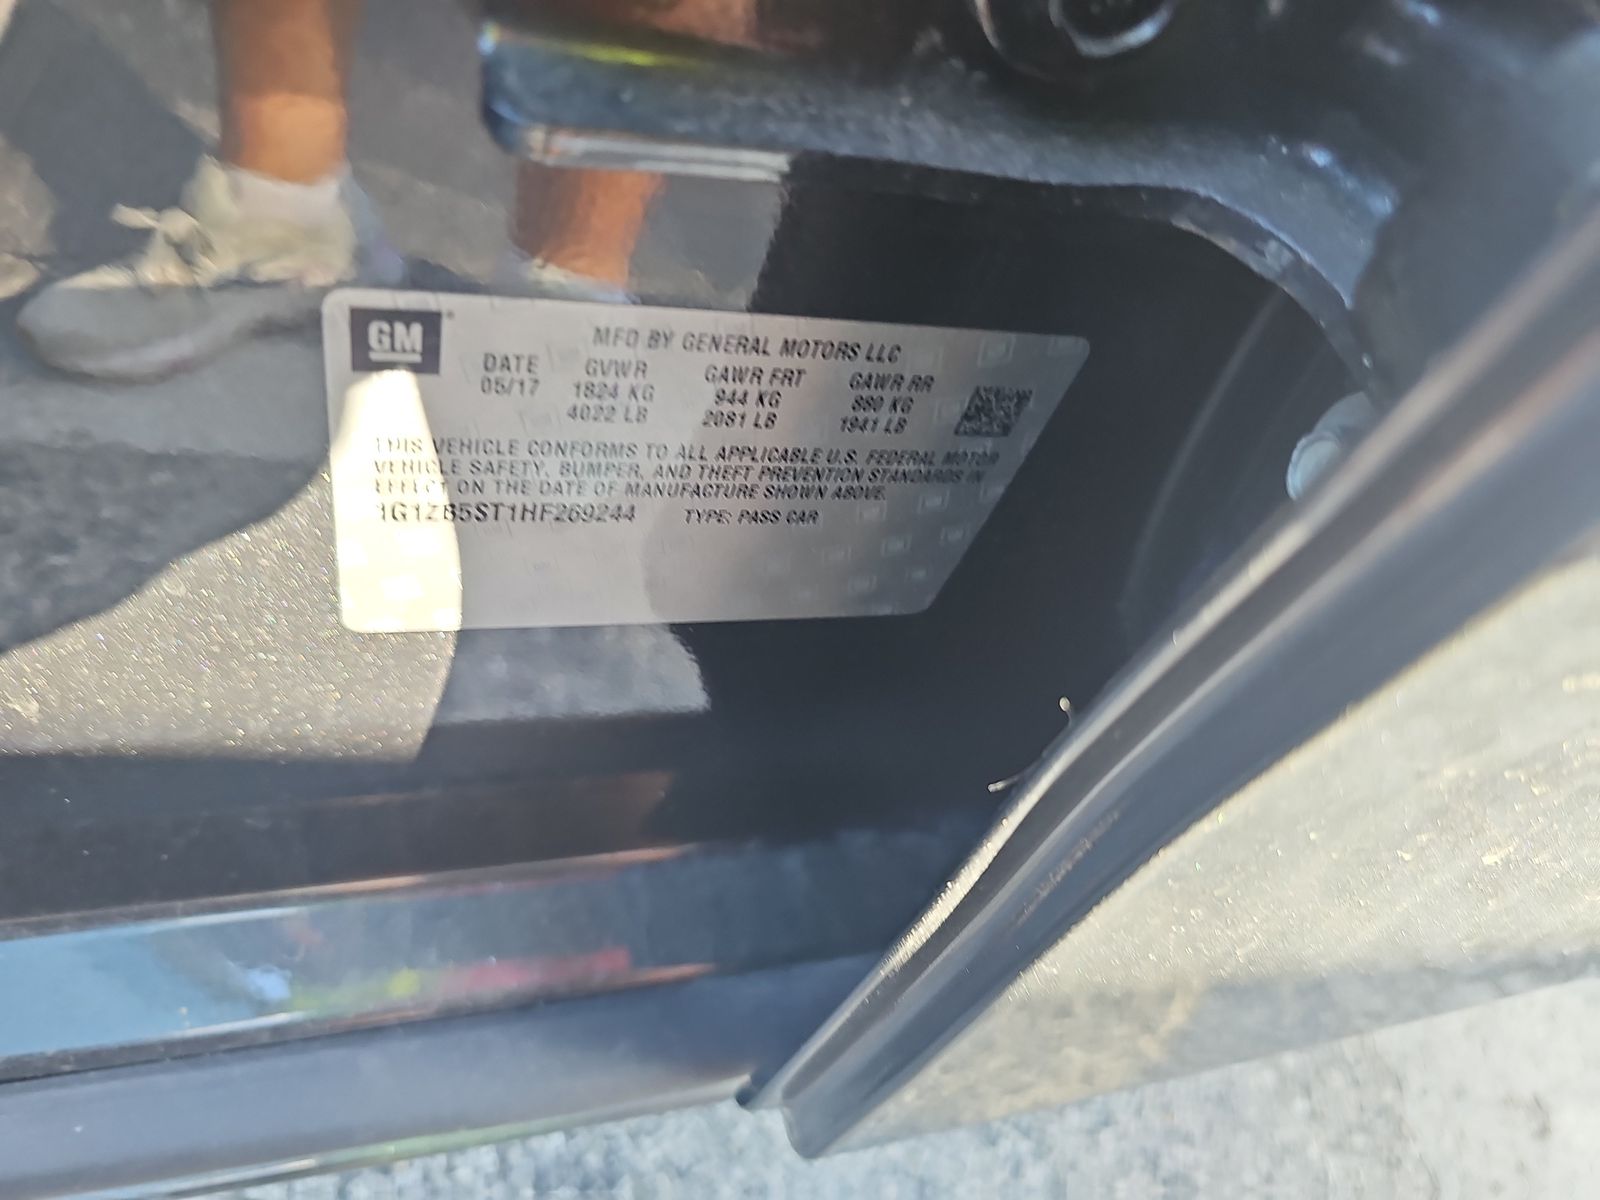 GM
MFD BY GENERAL MOTORS LLC
DATE GVWR GAWR FRT GAWR RR
05/17 1824 KG 944 KG 880 KG
4022 LB 2081 LB 1941 LB
THIS VEHICLE CONFORMS TO ALL APPLICABLE U.S. FEDERAL MOTOR
VEHICLE SAFETY, BUMPER, AND THEFT PREVENTION STANDARDS IN
EFFECT ON THE DATE OF MANUFACTURE SHOWN ABOVE.
1G1ZB5ST1HF269244 TYPE: PASS CAR